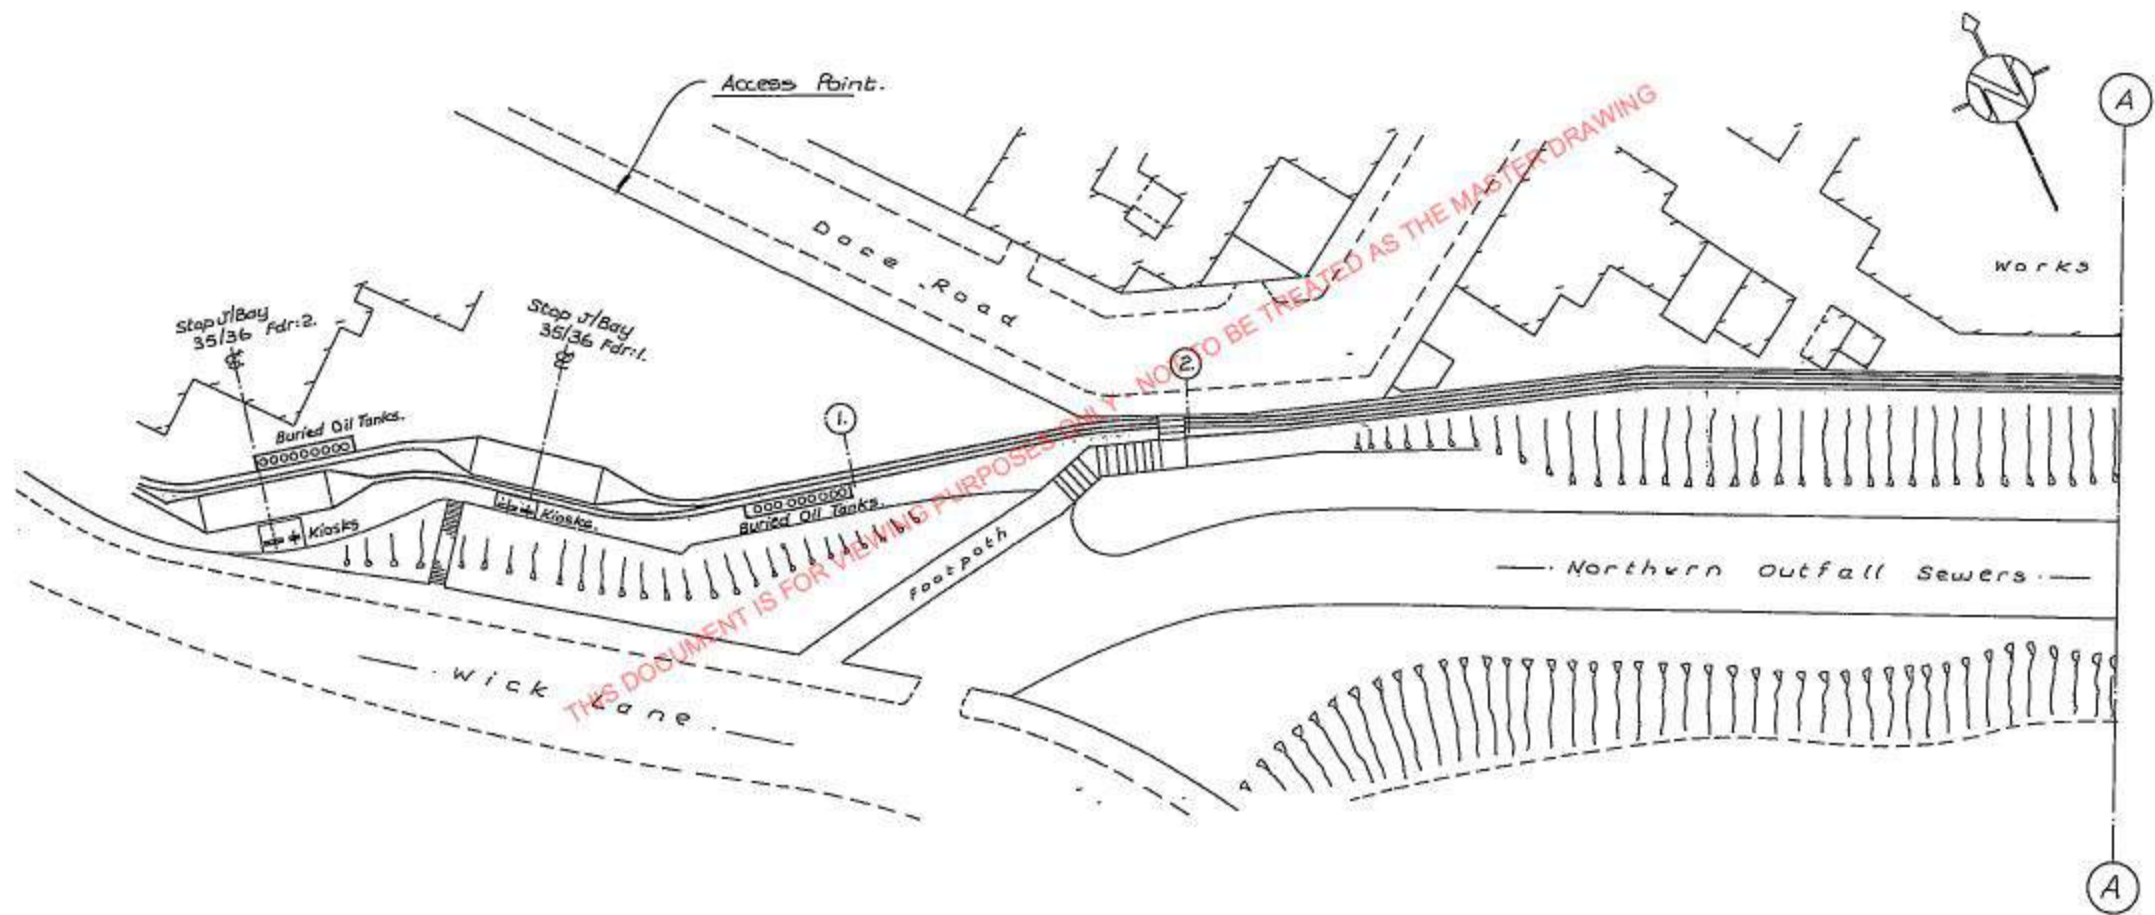 Access Point.
A
N
Dace Road
Works
Stop J/Bay
35/36 Fdr:2.
Stop J/Bay
35/36 Fdr:1.
2
1.
Buried Oil Tanks.
Kiosks
Kiosks.
Buried Oil Tanks.
Footpath
Northern Outfall Sewers.
Wick Lane.
A
THIS DOCUMENT IS FOR VIEWING PURPOSES ONLY - NOT TO BE TREATED AS THE MASTER DRAWING